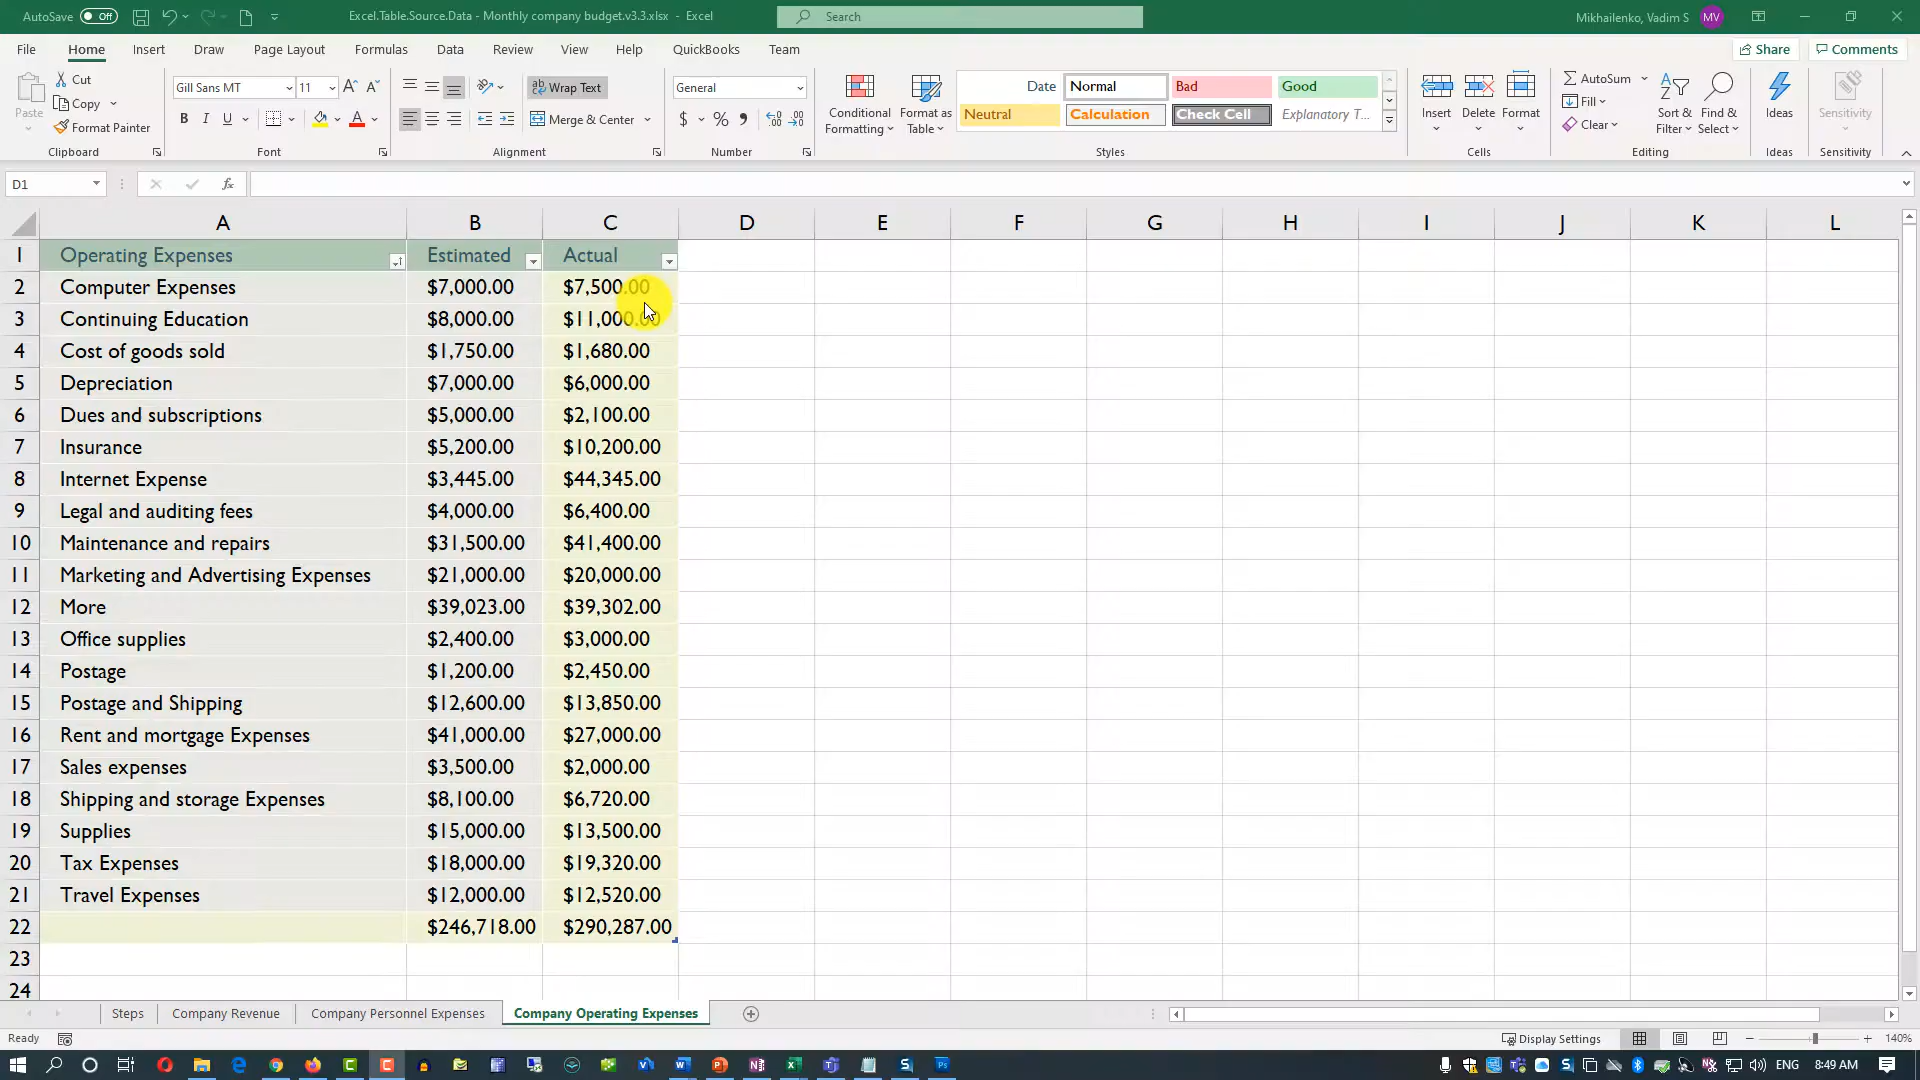 AutoSave Off Excel.Table.Source.Data - Monthly company budget.v3.3.xlsx - Excel Search Mikhailenko, Vadim S MV
File Home Insert Draw Page Layout Formulas Data Review View Help QuickBooks Team Share Comments
Paste
Cut
Copy
Format Painter
Clipboard
Gill Sans MT 11
B I U
Font
Wrap Text
Merge & Center
Alignment
General
$ % 9
Number
Conditional Formatting
Format as Table
Date Normal Bad Good
Neutral Calculation Check Cell Explanatory T...
Styles
Insert Delete Format
Cells
AutoSum
Fill
Clear
Sort & Filter
Find & Select
Editing
Ideas
Ideas
Sensitivity
Sensitivity
D1 fx
A B C D E F G H I J K L
1 Operating Expenses Estimated Actual
2 Computer Expenses $7,000.00 $7,500.00
3 Continuing Education $8,000.00 $11,000.00
4 Cost of goods sold $1,750.00 $1,680.00
5 Depreciation $7,000.00 $6,000.00
6 Dues and subscriptions $5,000.00 $2,100.00
7 Insurance $5,200.00 $10,200.00
8 Internet Expense $3,445.00 $44,345.00
9 Legal and auditing fees $4,000.00 $6,400.00
10 Maintenance and repairs $31,500.00 $41,400.00
11 Marketing and Advertising Expenses $21,000.00 $20,000.00
12 More $39,023.00 $39,302.00
13 Office supplies $2,400.00 $3,000.00
14 Postage $1,200.00 $2,450.00
15 Postage and Shipping $12,600.00 $13,850.00
16 Rent and mortgage Expenses $41,000.00 $27,000.00
17 Sales expenses $3,500.00 $2,000.00
18 Shipping and storage Expenses $8,100.00 $6,720.00
19 Supplies $15,000.00 $13,500.00
20 Tax Expenses $18,000.00 $19,320.00
21 Travel Expenses $12,000.00 $12,520.00
22 $246,718.00 $290,287.00
23
24
Steps Company Revenue Company Personnel Expenses Company Operating Expenses
Ready Display Settings 140%
ENG 8:49 AM